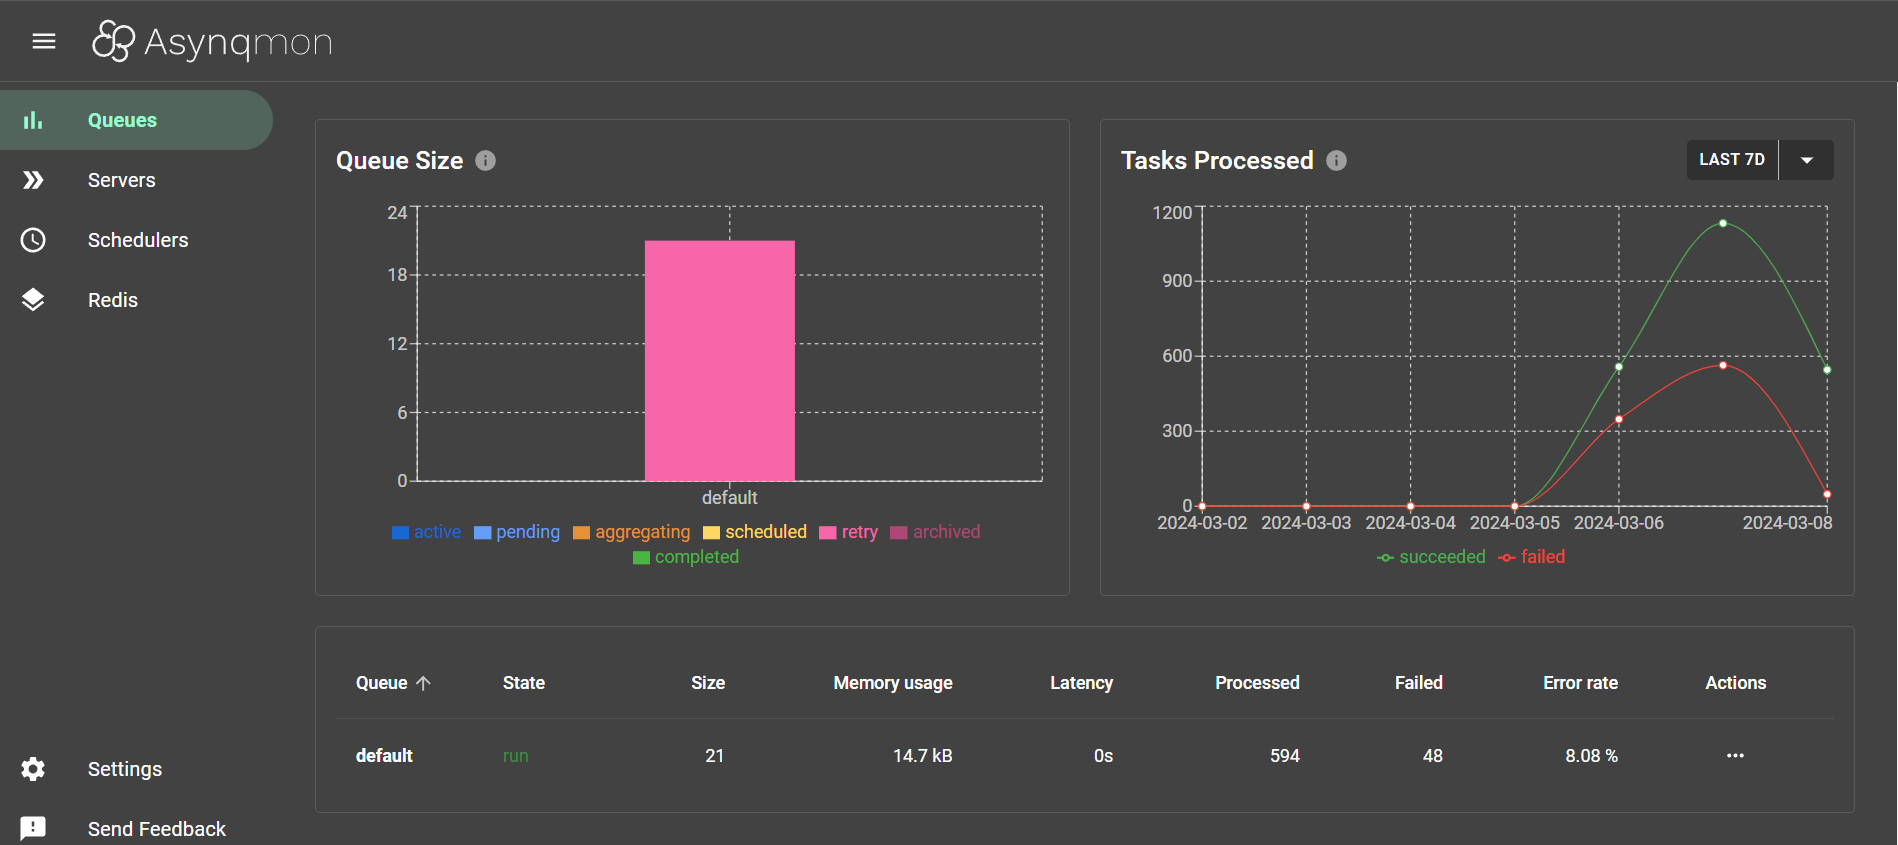 Asynqmon
Queues
Servers
Schedulers
Redis
Settings
Send Feedback
Queue Size
24
18
12
6
0
default
active pending aggregating scheduled retry archived
completed
Tasks Processed
LAST 7D
1200
900
600
300
0
2024-03-02 2024-03-03 2024-03-04 2024-03-05 2024-03-06 2024-03-08
succeeded failed
Queue State Size Memory usage Latency Processed Failed Error rate Actions
default run 21 14.7 kB 0s 594 48 8.08 %